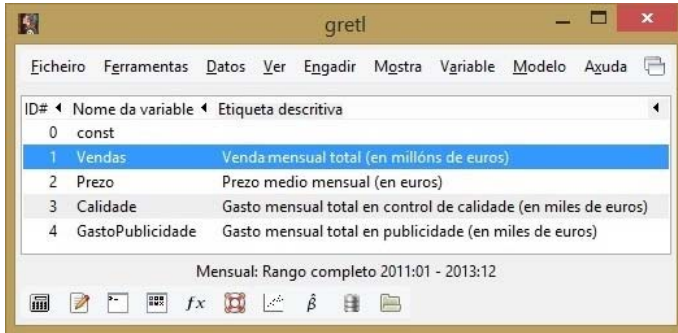 gretl
Ficheiro Ferramentas Datos Ver Engadir Mostra Variable Modelo Axuda
ID# Nome da variable Etiqueta descritiva
0 const
1 Vendas Venda mensual total (en millóns de euros)
2 Prezo Prezo medio mensual (en euros)
3 Calidade Gasto mensual total en control de calidade (en miles de euros)
4 GastoPublicidade Gasto mensual total en publicidade (en miles de euros)
Mensual: Rango completo 2011:01 - 2013:12
fx β̂